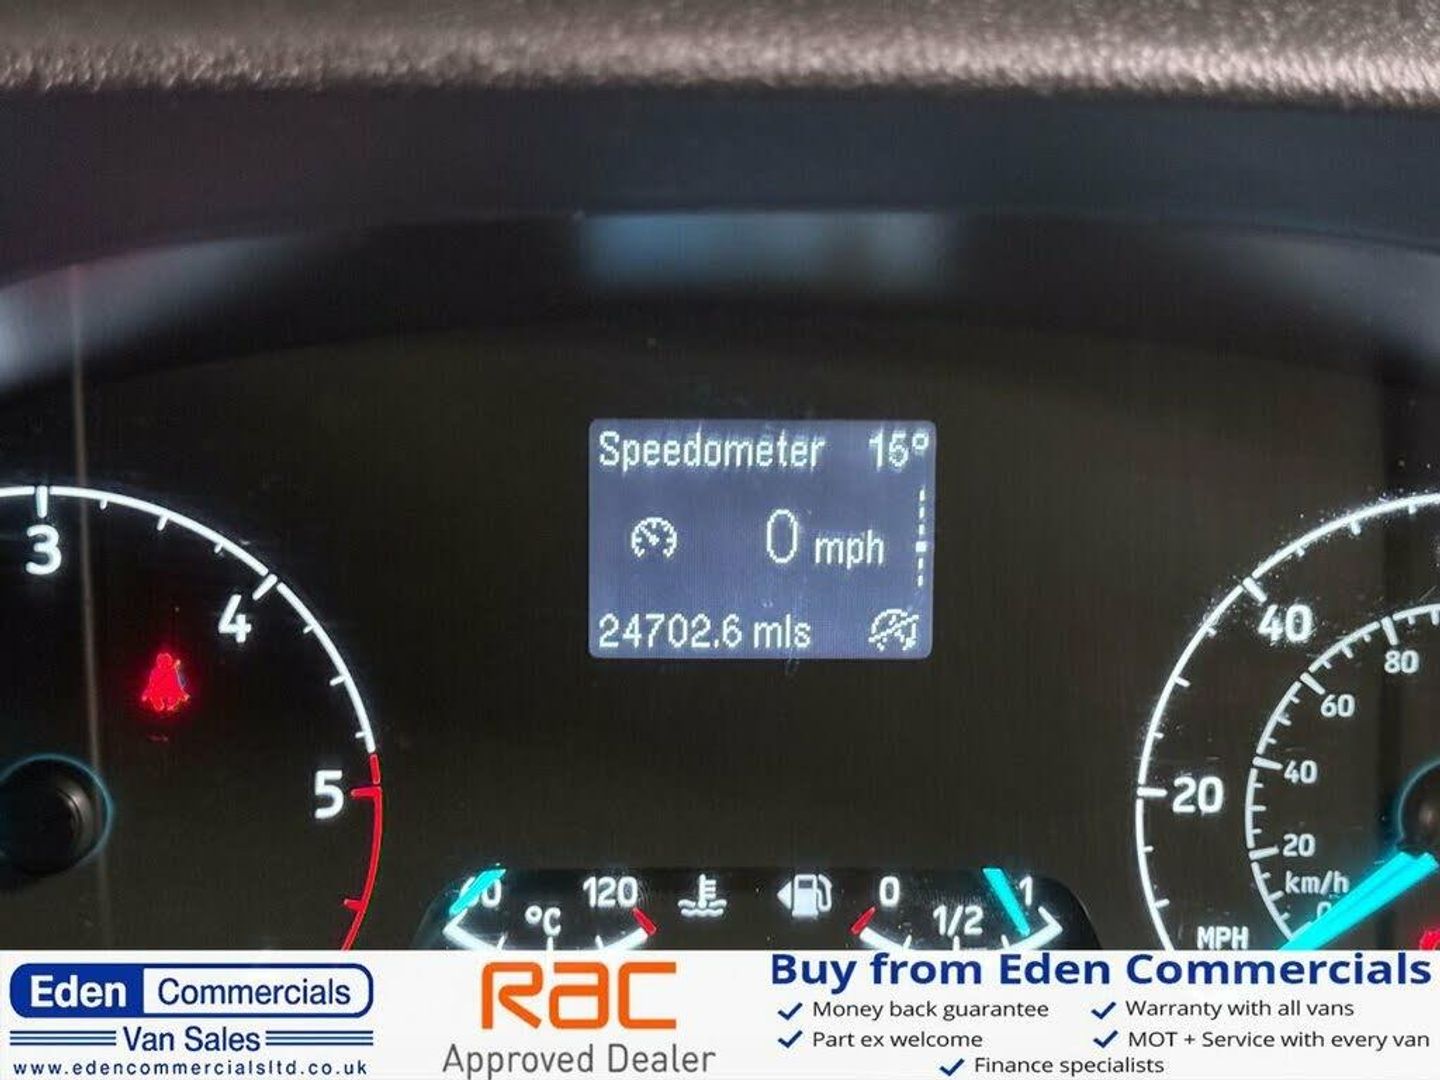 Speedometer 15°
0 mph
24702.6 mls
3
4
5
40
80
60
20
40
20
km/h
MPH
120
0
1
°C
1/2
Eden Commercials
Van Sales
www.edencommercialsltd.co.uk
RAC
Approved Dealer
Buy from Eden Commercials
Money back guarantee
Warranty with all vans
Part ex welcome
MOT + Service with every van
Finance specialists